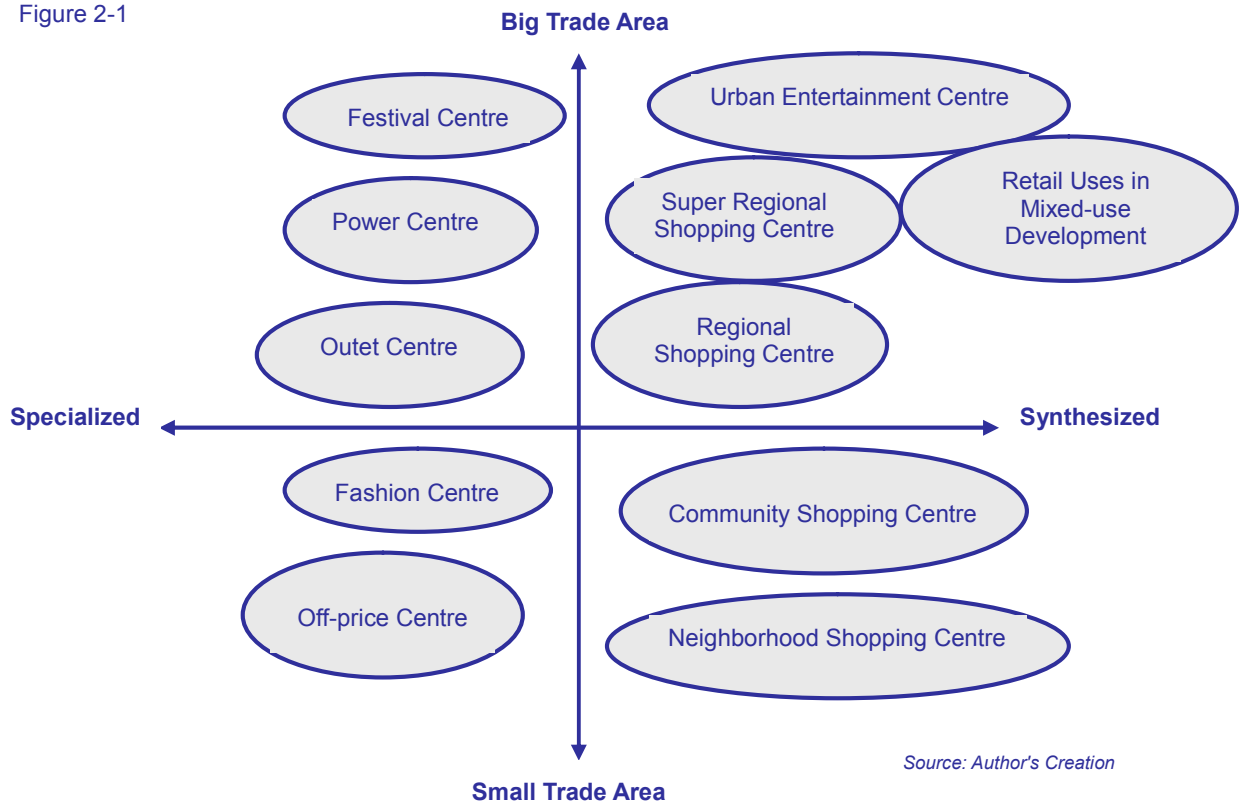 Figure 2-1
Big Trade Area
Festival Centre
Urban Entertainment Centre
Power Centre
Super Regional
Shopping Centre
Retail Uses in
Mixed-use
Development
Outet Centre
Regional
Shopping Centre
Specialized
Synthesized
Fashion Centre
Community Shopping Centre
Off-price Centre
Neighborhood Shopping Centre
Source: Author's Creation
Small Trade Area